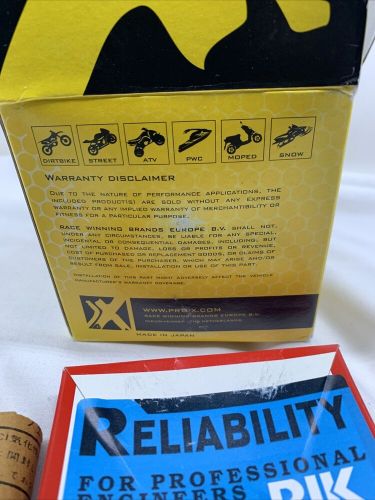 DIRTBIKE STREET ATV PWC MOPED SNOW
WARRANTY DISCLAIMER
DUE TO THE NATURE OF PERFORMANCE APPLICATIONS, THE
INCLUDED PRODUCT(S) ARE SOLD WITHOUT ANY EXPRESS
WARRANTY OR ANY IMPLIED WARRANTY OF MERCHANTIBILITY OR
FITNESS FOR A PARTICULAR PURPOSE.
RACE WINNING BRANDS EUROPE B.V. SHALL NOT,
UNDER ANY CIRCUMSTANCES, BE LIABLE FOR ANY SPECIAL,
INCIDENTAL OR CONSEQUENTIAL DAMAGES, INCLUDING, BUT
NOT LIMITED TO DAMAGE, LOSS OR PROFITS OR REVENUE,
COST OF PURCHASED OR REPLACEMENT GOODS, OR CLAIMS OF
CUSTOMERS OF THE PURCHASER, WHICH MAY ARISE AND/OR
RESULT FROM SALE, INSTALLATION OR USE OF THIS PART.
INSTALLATION OF THIS PART MIGHT ADVERSELY AFFECT THE VEHICLE
MANUFACTURER'S WARRANTY COVERAGE.
WWW.PRO-X.COM
RACE WINNING BRANDS EUROPE B.V.
THE NETHERLANDS
MADE IN JAPAN
RELIABILITY
FOR PROFESSIONAL
ENGINEERS RIK